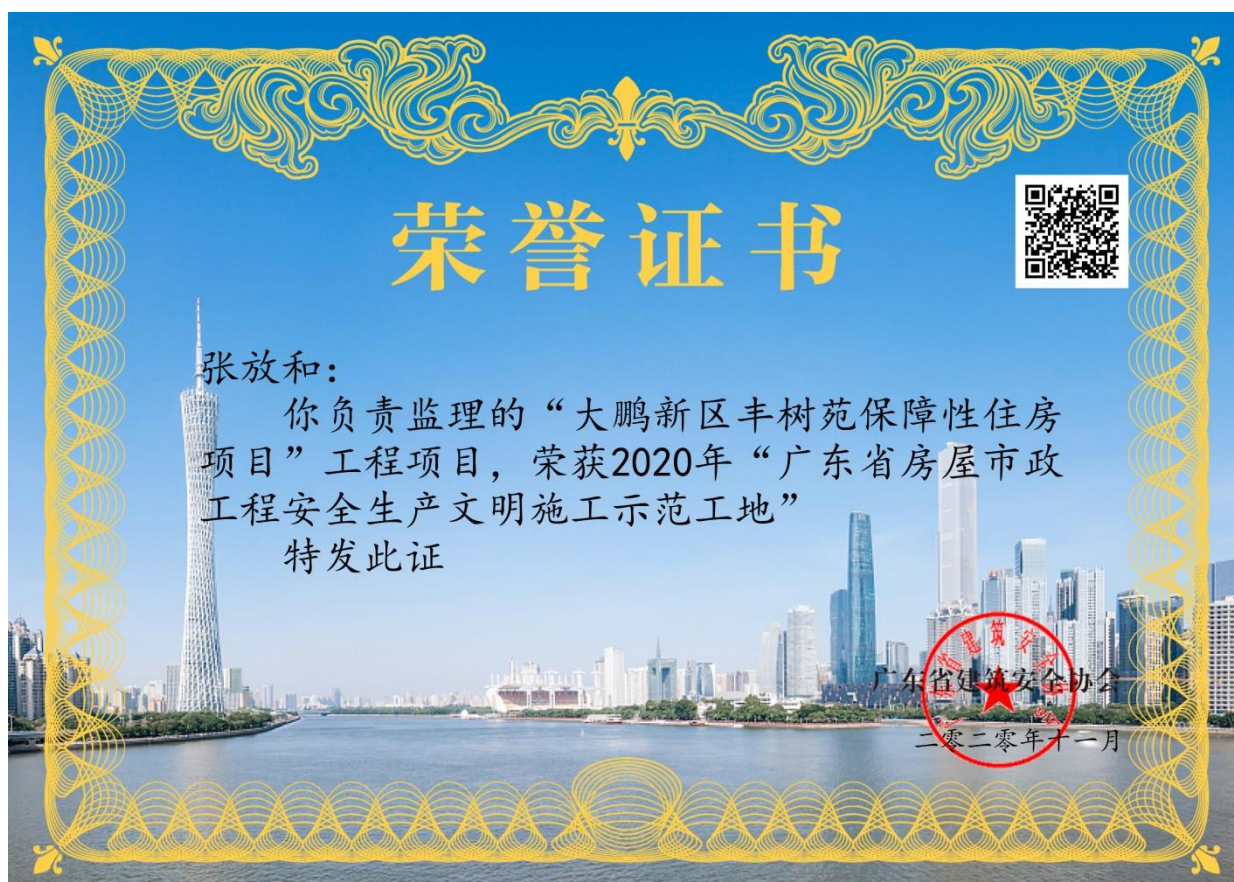 荣誉证书
张放和：
你负责监理的“大鹏新区丰树苑保障性住房
项目”工程项目，荣获2020年“广东省房屋市政
工程安全生产文明施工示范工地”
特发此证
广东省建筑安全协会
二零二零年十一月